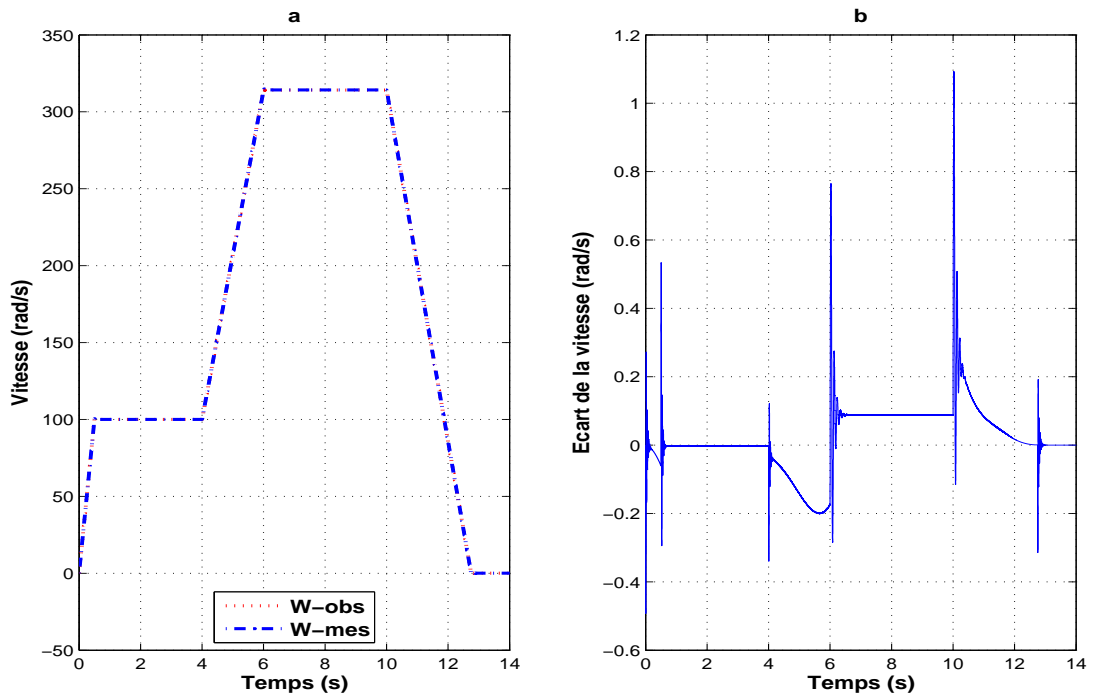 a
Vitesse (rad/s)
350
300
250
200
150
100
50
0
−50
0 2 4 6 8 10 12 14
Temps (s)
W-obs
W-mes
b
Ecart de la vitesse (rad/s)
1.2
1
0.8
0.6
0.4
0.2
0
−0.2
−0.4
−0.6
0 2 4 6 8 10 12 14
Temps (s)